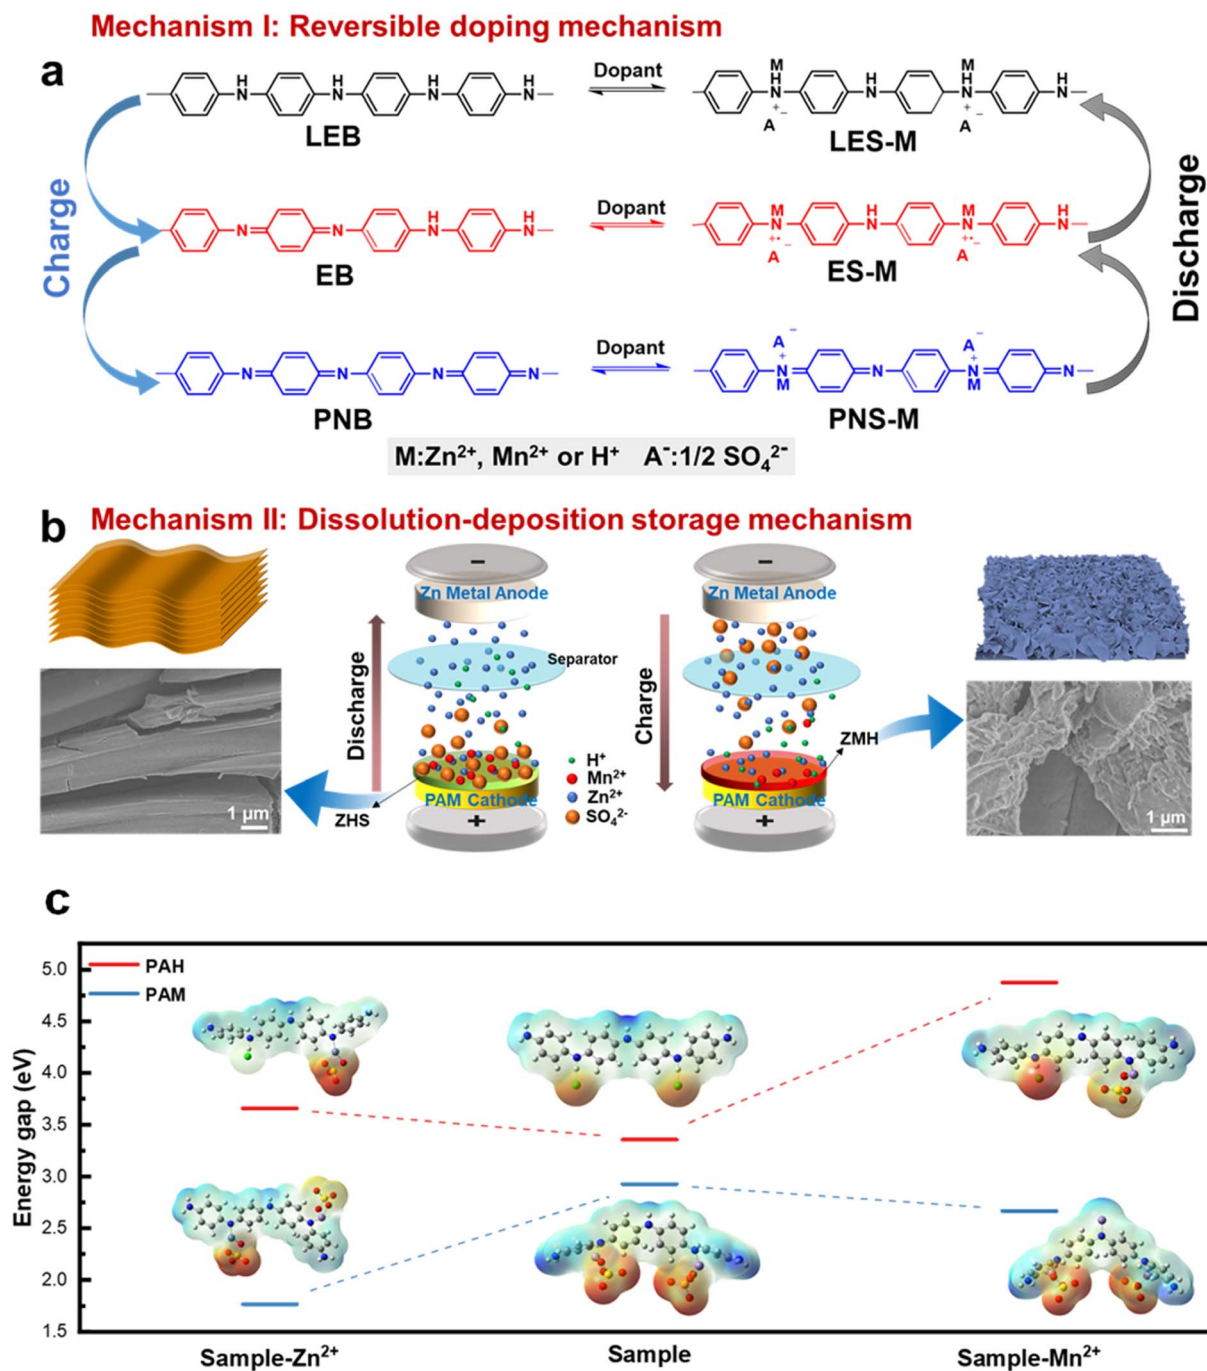 Mechanism I: Reversible doping mechanism
a
H H H H
N N N N
LEB
Dopant
M M
H H H H
N N N N
+ − + −
A A
LES-M
Charge
Discharge
H H
N N N N
EB
Dopant
M H M H
N N N N
+• − +• −
A A
ES-M
N N N N
PNB
Dopant
A − A −
+ +
N N N N
M M
PNS-M
M:Zn²⁺, Mn²⁺ or H⁺ A⁻:1/2 SO₄²⁻
b
Mechanism II: Dissolution-deposition storage mechanism
-
Zn Metal Anode
Separator
Discharge
PAM Cathode
+
ZHS
1 µm
H⁺
Mn²⁺
Zn²⁺
SO₄²⁻
-
Zn Metal Anode
Charge
ZMH
PAM Cathode
+
1 µm
c
PAH
PAM
Energy gap (eV)
5.0
4.5
4.0
3.5
3.0
2.5
2.0
1.5
Sample-Zn²⁺ Sample Sample-Mn²⁺